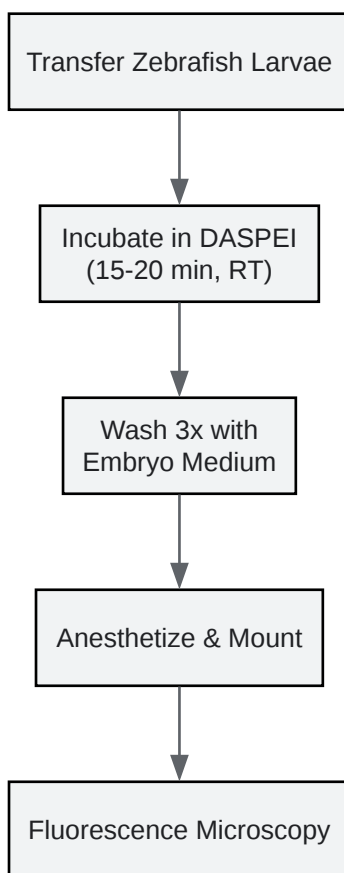 Transfer Zebrafish Larvae
Incubate in DASPEI
(15-20 min, RT)
Wash 3x with
Embryo Medium
Anesthetize & Mount
Fluorescence Microscopy